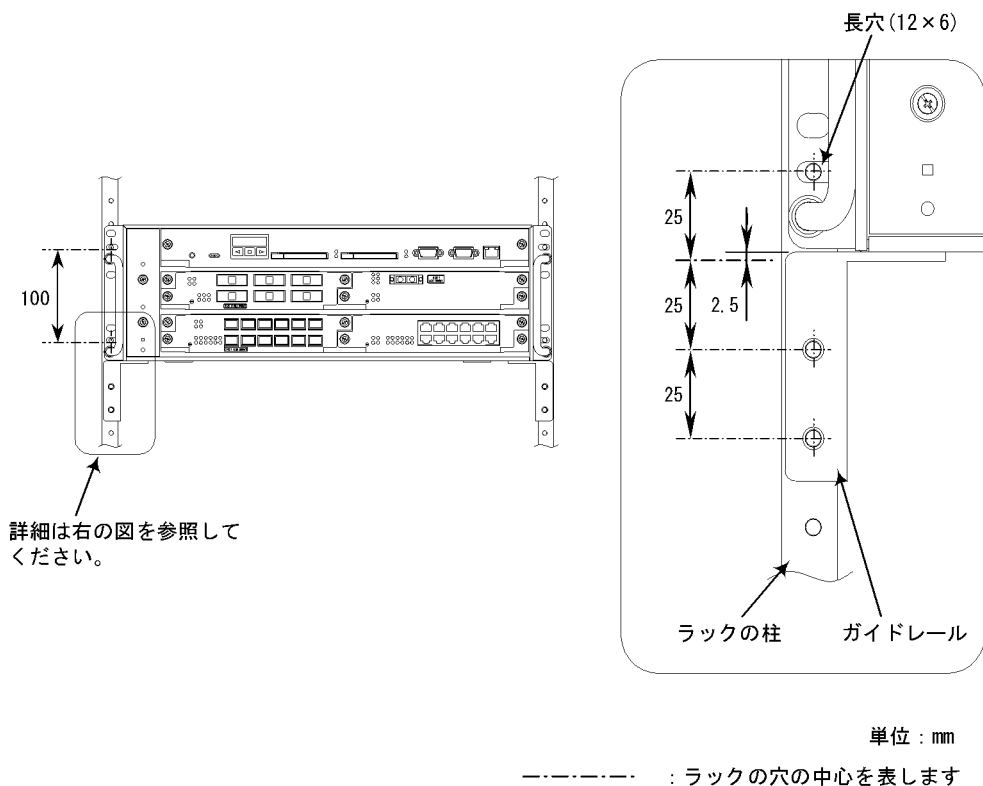 長穴(12×6)
25
100
25
2.5
25
詳細は右の図を参照して
ください。
ラックの柱
ガイドレール
単位：mm
：ラックの穴の中心を表します